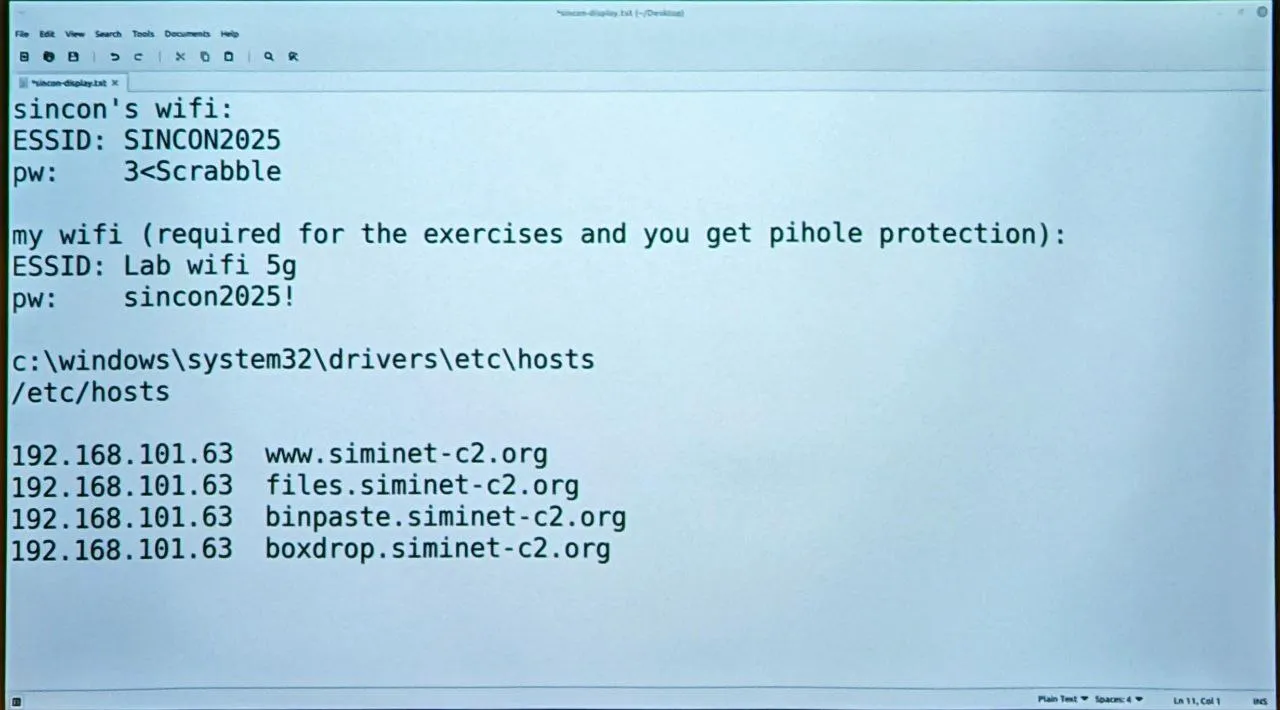 *sincon-display.txt (~/Desktop)
File Edit View Search Tools Documents Help
*sincon-display.txt ×
sincon's wifi:
ESSID: SINCON2025
pw:    3<Scrabble
my wifi (required for the exercises and you get pihole protection):
ESSID: Lab wifi 5g
pw:    sincon2025!
c:\windows\system32\drivers\etc\hosts
/etc/hosts
192.168.101.63  www.siminet-c2.org
192.168.101.63  files.siminet-c2.org
192.168.101.63  binpaste.siminet-c2.org
192.168.101.63  boxdrop.siminet-c2.org
Plain Text Spaces: 4 Ln 11, Col 1 INS